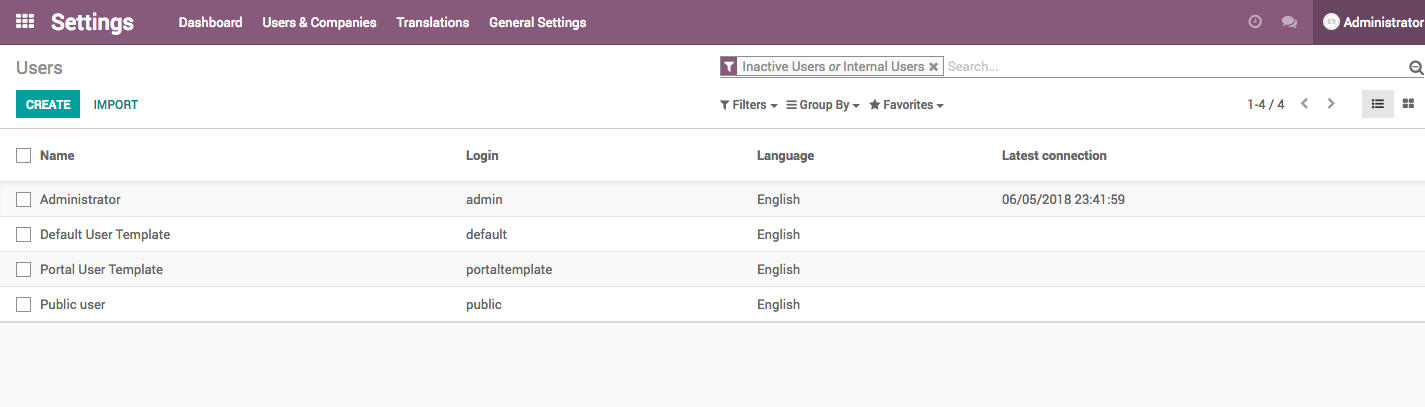 Settings Dashboard Users & Companies Translations General Settings Administrator
Users Inactive Users or Internal Users Search...
CREATE IMPORT Filters Group By Favorites 1-4 / 4
Name Login Language Latest connection
Administrator admin English 06/05/2018 23:41:59
Default User Template default English
Portal User Template portaltemplate English
Public user public English